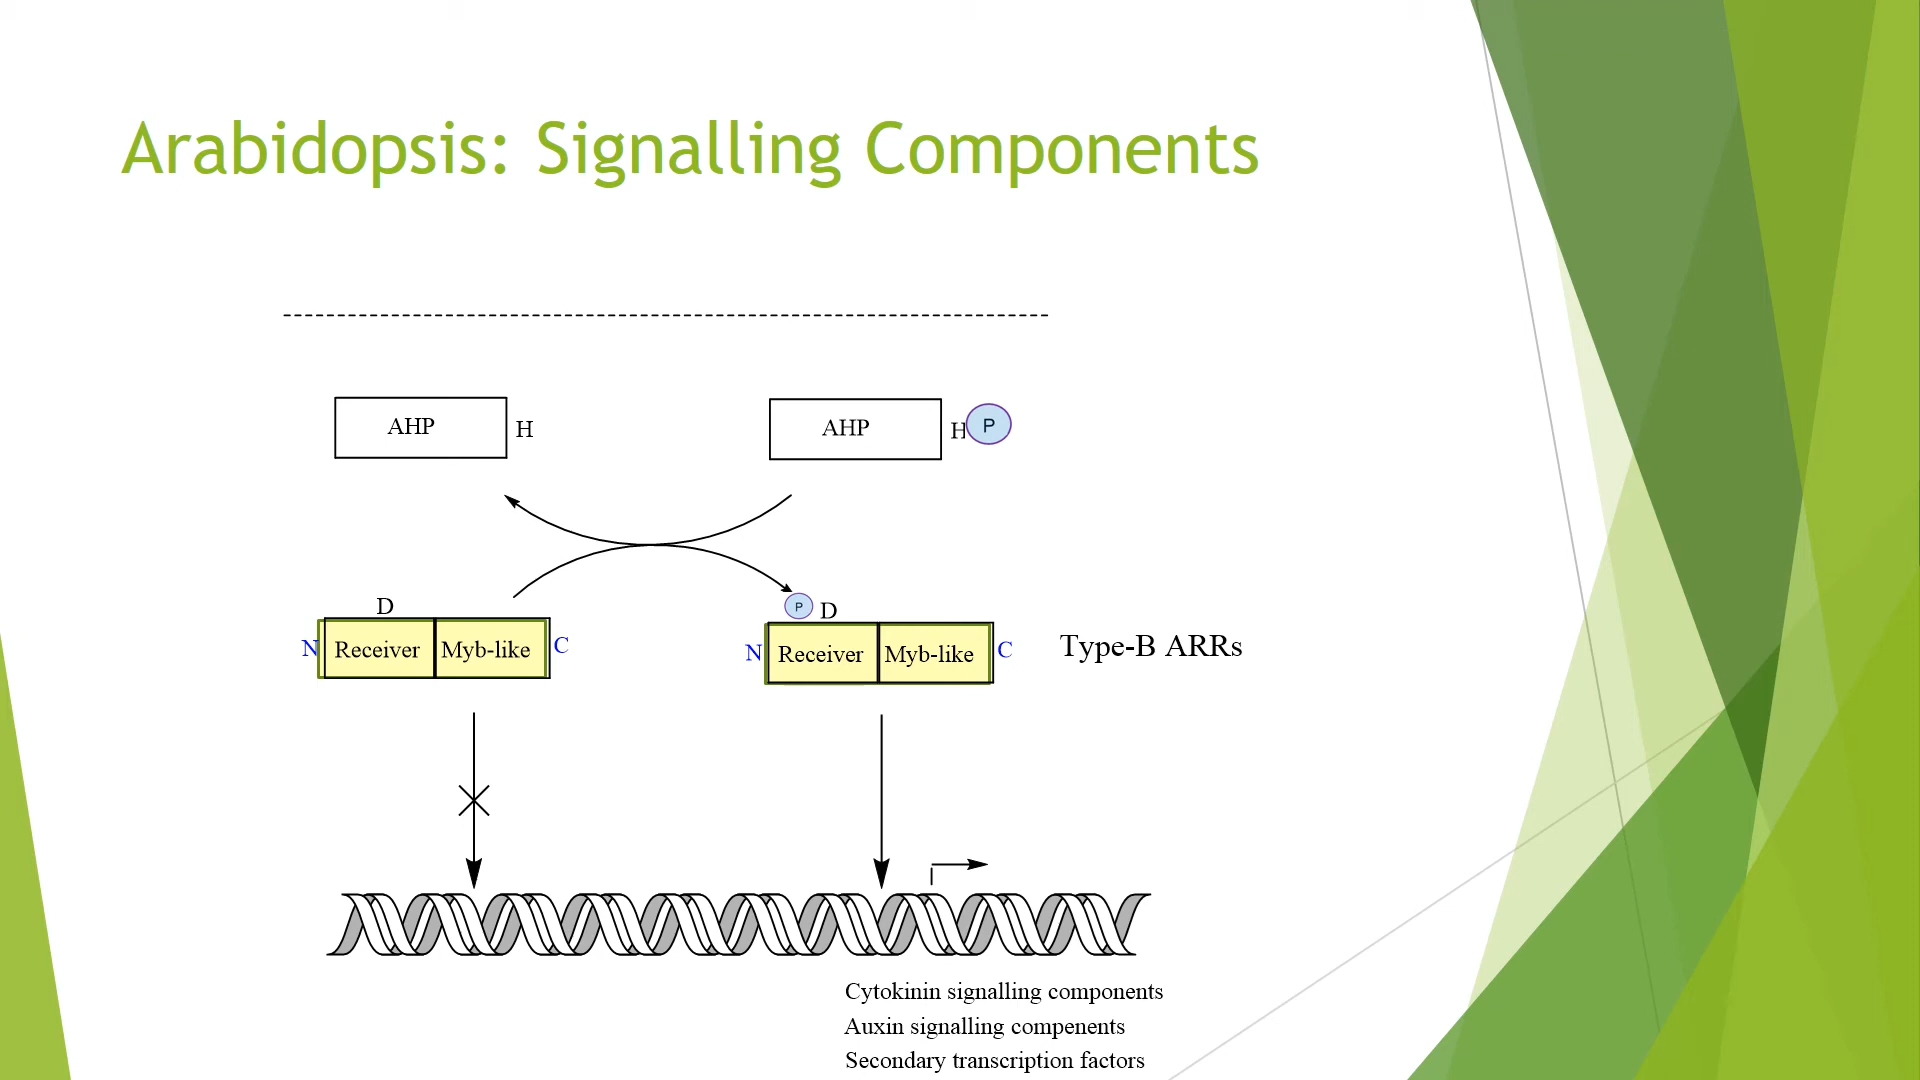 Arabidopsis: Signalling Components
AHP H
AHP H P
D
P D
N Receiver Myb-like C
N Receiver Myb-like C Type-B ARRs
Cytokinin signalling components
Auxin signalling compenents
Secondary transcription factors